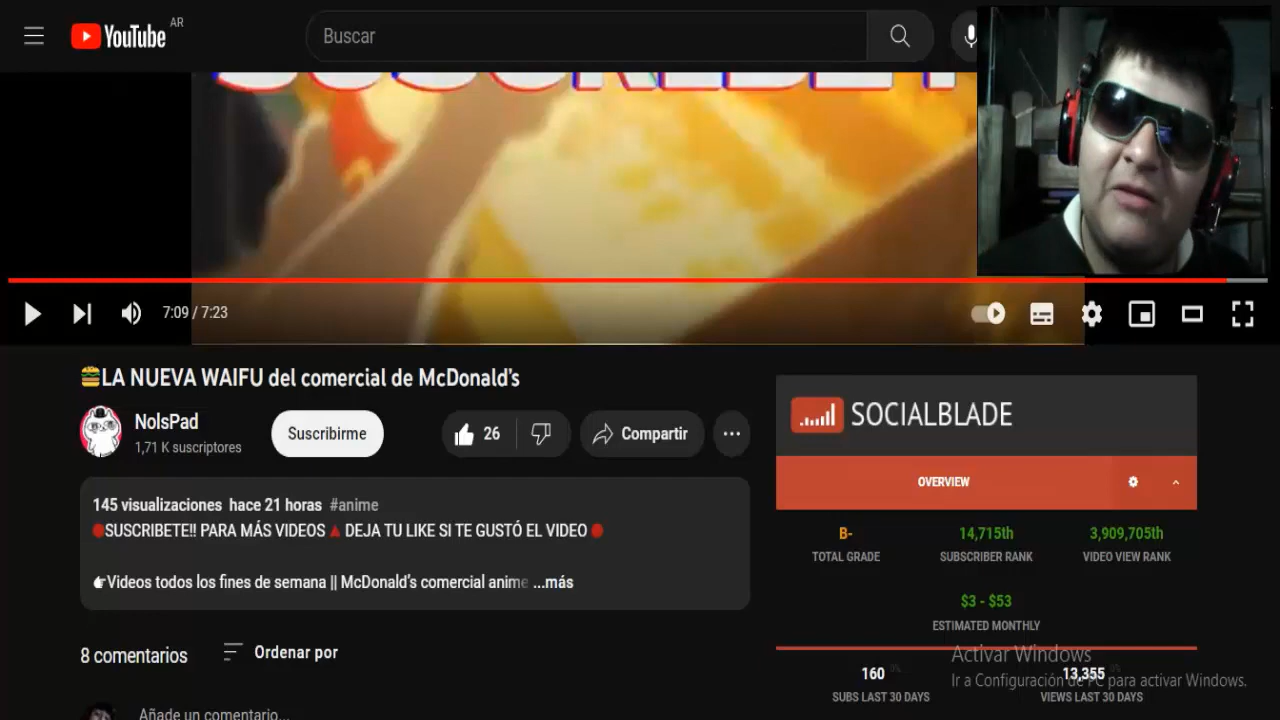 YouTube AR
Buscar
SUSCRIBETE
7:09 / 7:23
🍔LA NUEVA WAIFU del comercial de McDonald's
NolsPad
1,71 K suscriptores
Suscribirme
26
Compartir
145 visualizaciones hace 21 horas #anime
🔴SUSCRIBETE!! PARA MÁS VIDEOS🔺DEJA TU LIKE SI TE GUSTÓ EL VIDEO🔴
👉Videos todos los fines de semana || McDonald's comercial anime ...más
8 comentarios
Ordenar por
Añade un comentario...
SOCIALBLADE
OVERVIEW
B-
TOTAL GRADE
14,715th
SUBSCRIBER RANK
3,909,705th
VIDEO VIEW RANK
$3 - $53
ESTIMATED MONTHLY
160 0%
SUBS LAST 30 DAYS
13,355 0%
VIEWS LAST 30 DAYS
Activar Windows
Ir a Configuración de PC para activar Windows.